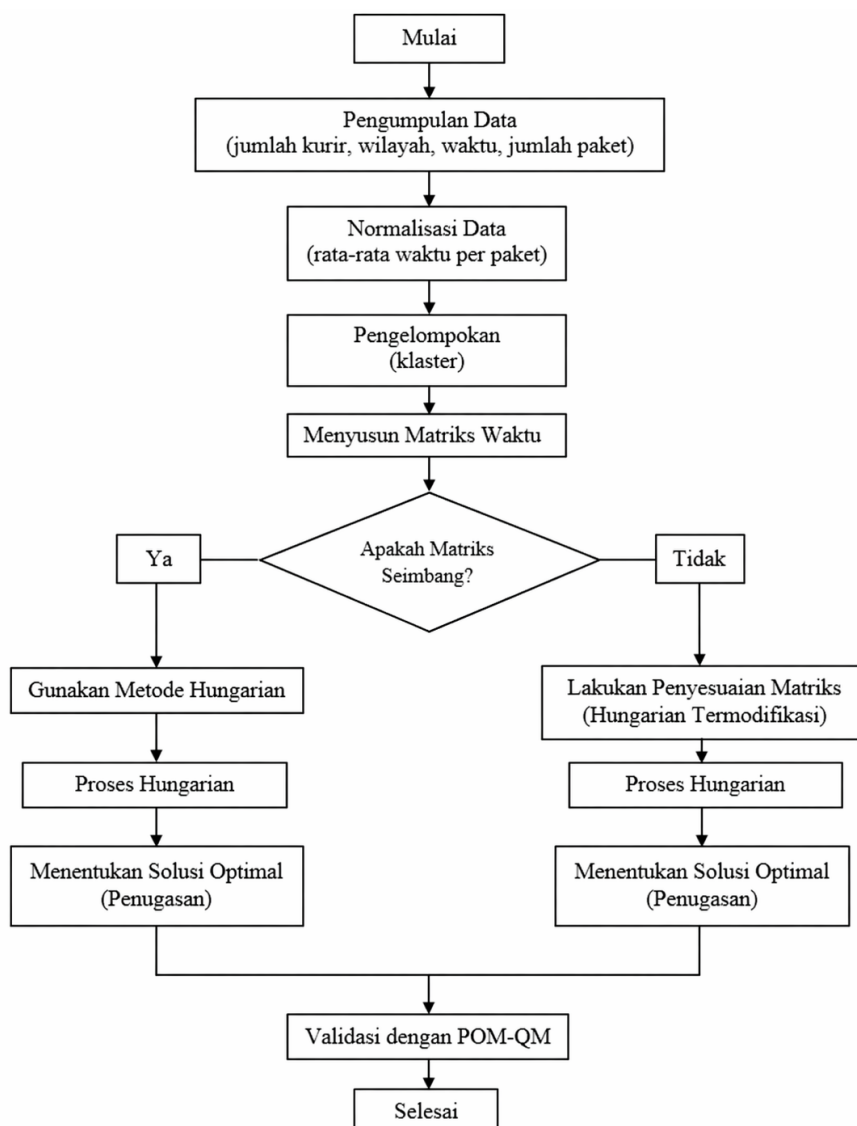 Mulai
Pengumpulan Data
(jumlah kurir, wilayah, waktu, jumlah paket)
Normalisasi Data
(rata-rata waktu per paket)
Pengelompokan
(klaster)
Menyusun Matriks Waktu
Apakah Matriks
Seimbang?
Ya
Tidak
Gunakan Metode Hungarian
Proses Hungarian
Menentukan Solusi Optimal
(Penugasan)
Lakukan Penyesuaian Matriks
(Hungarian Termodifikasi)
Proses Hungarian
Menentukan Solusi Optimal
(Penugasan)
Validasi dengan POM-QM
Selesai